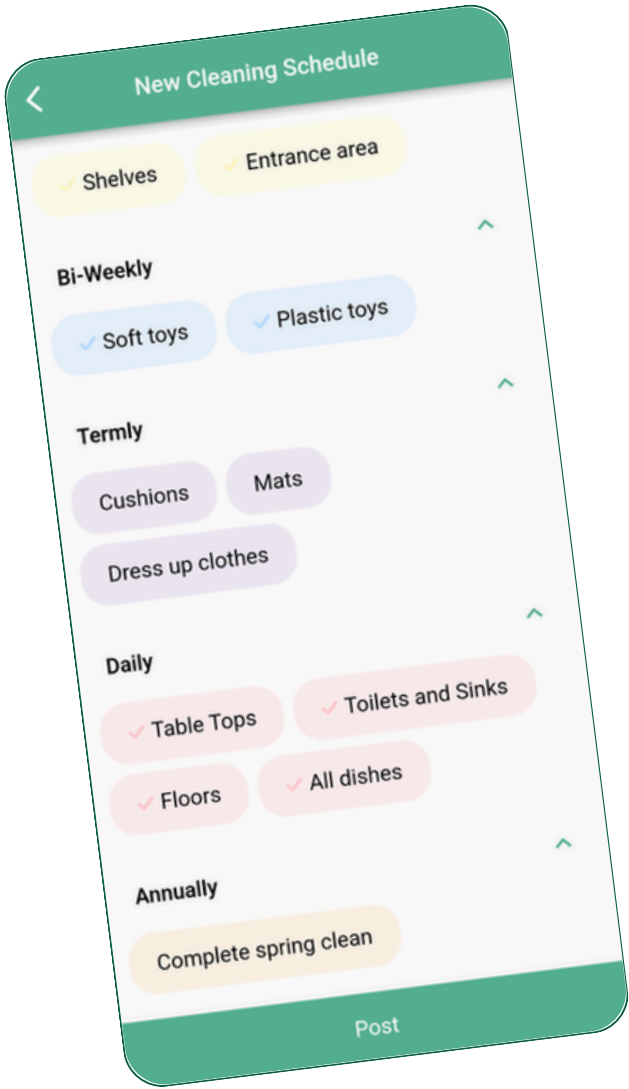 New Cleaning Schedule
Shelves
Entrance area
Bi-Weekly
Soft toys
Plastic toys
Termly
Cushions
Mats
Dress up clothes
Daily
Table Tops
Toilets and Sinks
Floors
All dishes
Annually
Complete spring clean
Post